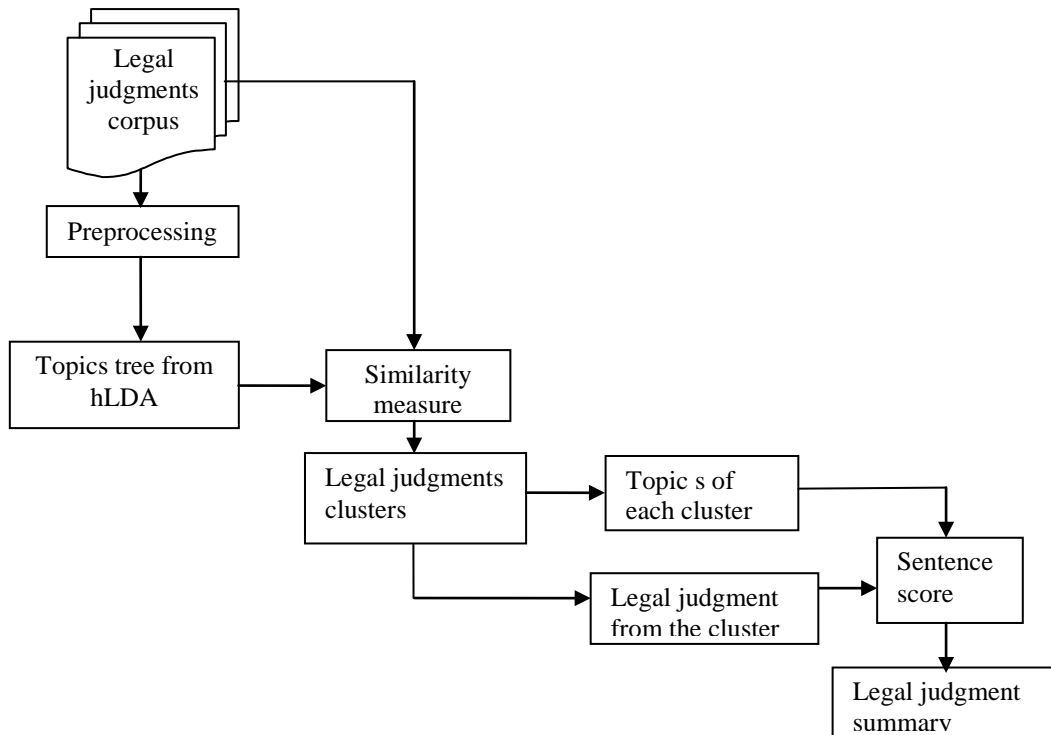 Legal
judgments
corpus
Preprocessing
Topics tree from
hLDA
Similarity
measure
Legal judgments
clusters
Topic s of
each cluster
Legal judgment
from the cluster
Sentence
score
Legal judgment
summary